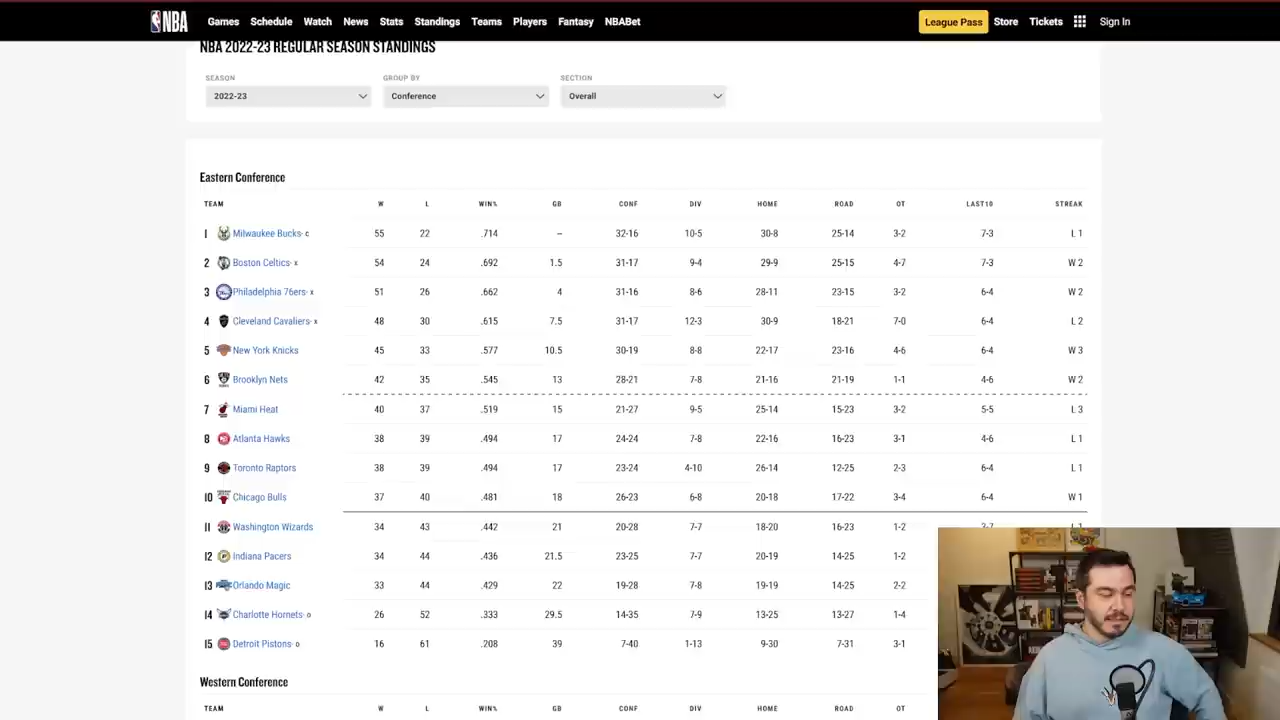 NBA Games Schedule Watch News Stats Standings Teams Players Fantasy NBABet League Pass Store Tickets Sign In
NBA 2022-23 REGULAR SEASON STANDINGS
SEASON GROUP BY SECTION
2022-23 Conference Overall
Eastern Conference
TEAM W L WIN% GB CONF DIV HOME ROAD OT LAST10 STREAK
1 Milwaukee Bucks - c 55 22 .714 – 32-16 10-5 30-8 25-14 3-2 7-3 L 1
2 Boston Celtics - x 54 24 .692 1.5 31-17 9-4 29-9 25-15 4-7 7-3 W 2
3 Philadelphia 76ers - x 51 26 .662 4 31-16 8-6 28-11 23-15 3-2 6-4 W 2
4 Cleveland Cavaliers - x 48 30 .615 7.5 31-17 12-3 30-9 18-21 7-0 6-4 L 2
5 New York Knicks 45 33 .577 10.5 30-19 8-8 22-17 23-16 4-6 6-4 W 3
6 Brooklyn Nets 42 35 .545 13 28-21 7-8 21-16 21-19 1-1 4-6 W 2
7 Miami Heat 40 37 .519 15 21-27 9-5 25-14 15-23 3-2 5-5 L 3
8 Atlanta Hawks 38 39 .494 17 24-24 7-8 22-16 16-23 3-1 4-6 L 1
9 Toronto Raptors 38 39 .494 17 23-24 4-10 26-14 12-25 2-3 6-4 L 1
10 Chicago Bulls 37 40 .481 18 26-23 6-8 20-18 17-22 3-4 6-4 W 1
11 Washington Wizards 34 43 .442 21 20-28 7-7 18-20 16-23 1-2 3-7 L 1
12 Indiana Pacers 34 44 .436 21.5 23-25 7-7 20-19 14-25 1-2
13 Orlando Magic 33 44 .429 22 19-28 7-8 19-19 14-25 2-2
14 Charlotte Hornets - o 26 52 .333 29.5 14-35 7-9 13-25 13-27 1-4
15 Detroit Pistons - o 16 61 .208 39 7-40 1-13 9-30 7-31 3-1
Western Conference
TEAM W L WIN% GB CONF DIV HOME ROAD OT